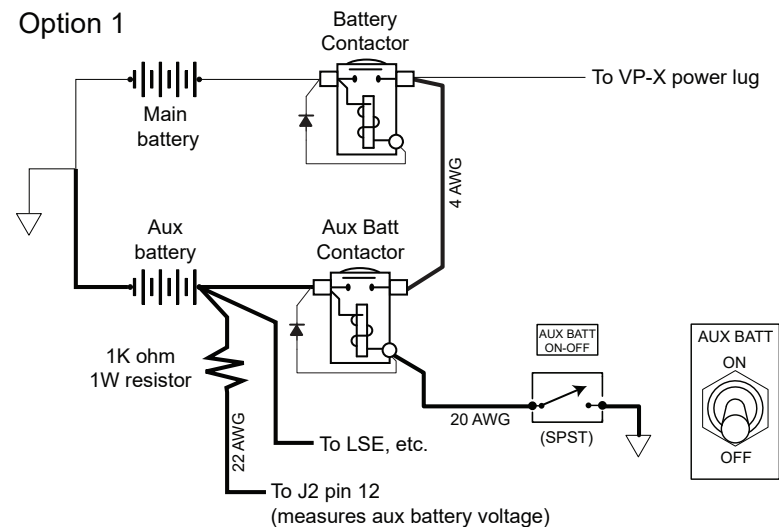 Option 1
Battery
Contactor
Main
battery
To VP-X power lug
4 AWG
Aux
battery
Aux Batt
Contactor
1K ohm
1W resistor
22 AWG
To LSE, etc.
To J2 pin 12
(measures aux battery voltage)
20 AWG
AUX BATT
ON-OFF
(SPST)
AUX BATT
ON
OFF